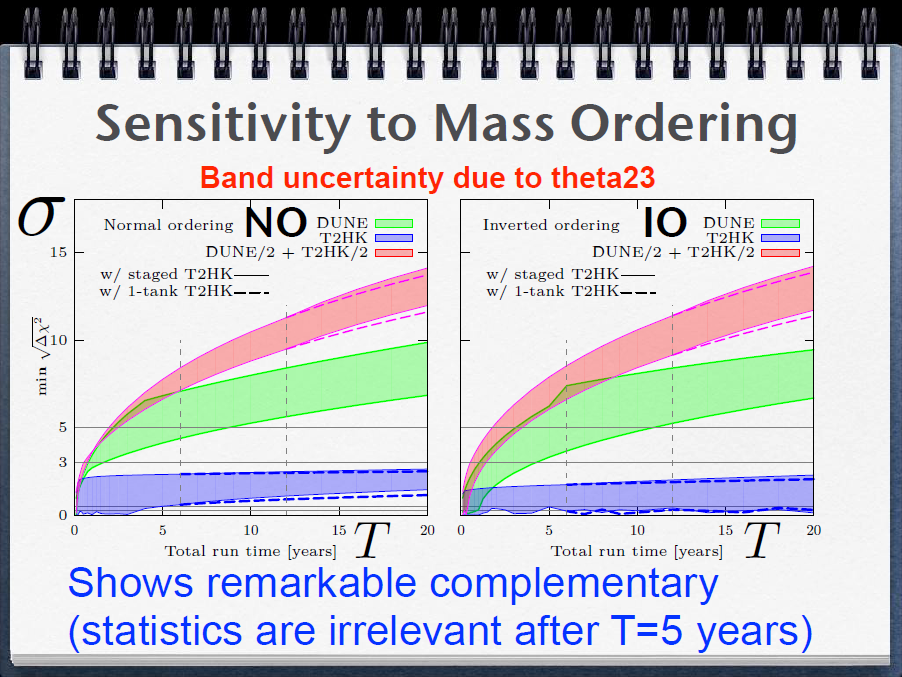 Sensitivity to Mass Ordering
Band uncertainty due to theta23
σ
Normal ordering NO DUNE
T2HK
DUNE/2 + T2HK/2
w/ staged T2HK
w/ 1-tank T2HK
min √Δχ²
15
10
5
3
0
0 5 10 15 20
Total run time [years] T
Inverted ordering IO DUNE
T2HK
DUNE/2 + T2HK/2
w/ staged T2HK
w/ 1-tank T2HK
0 5 10 15 20
Total run time [years] T
Shows remarkable complementary
(statistics are irrelevant after T=5 years)